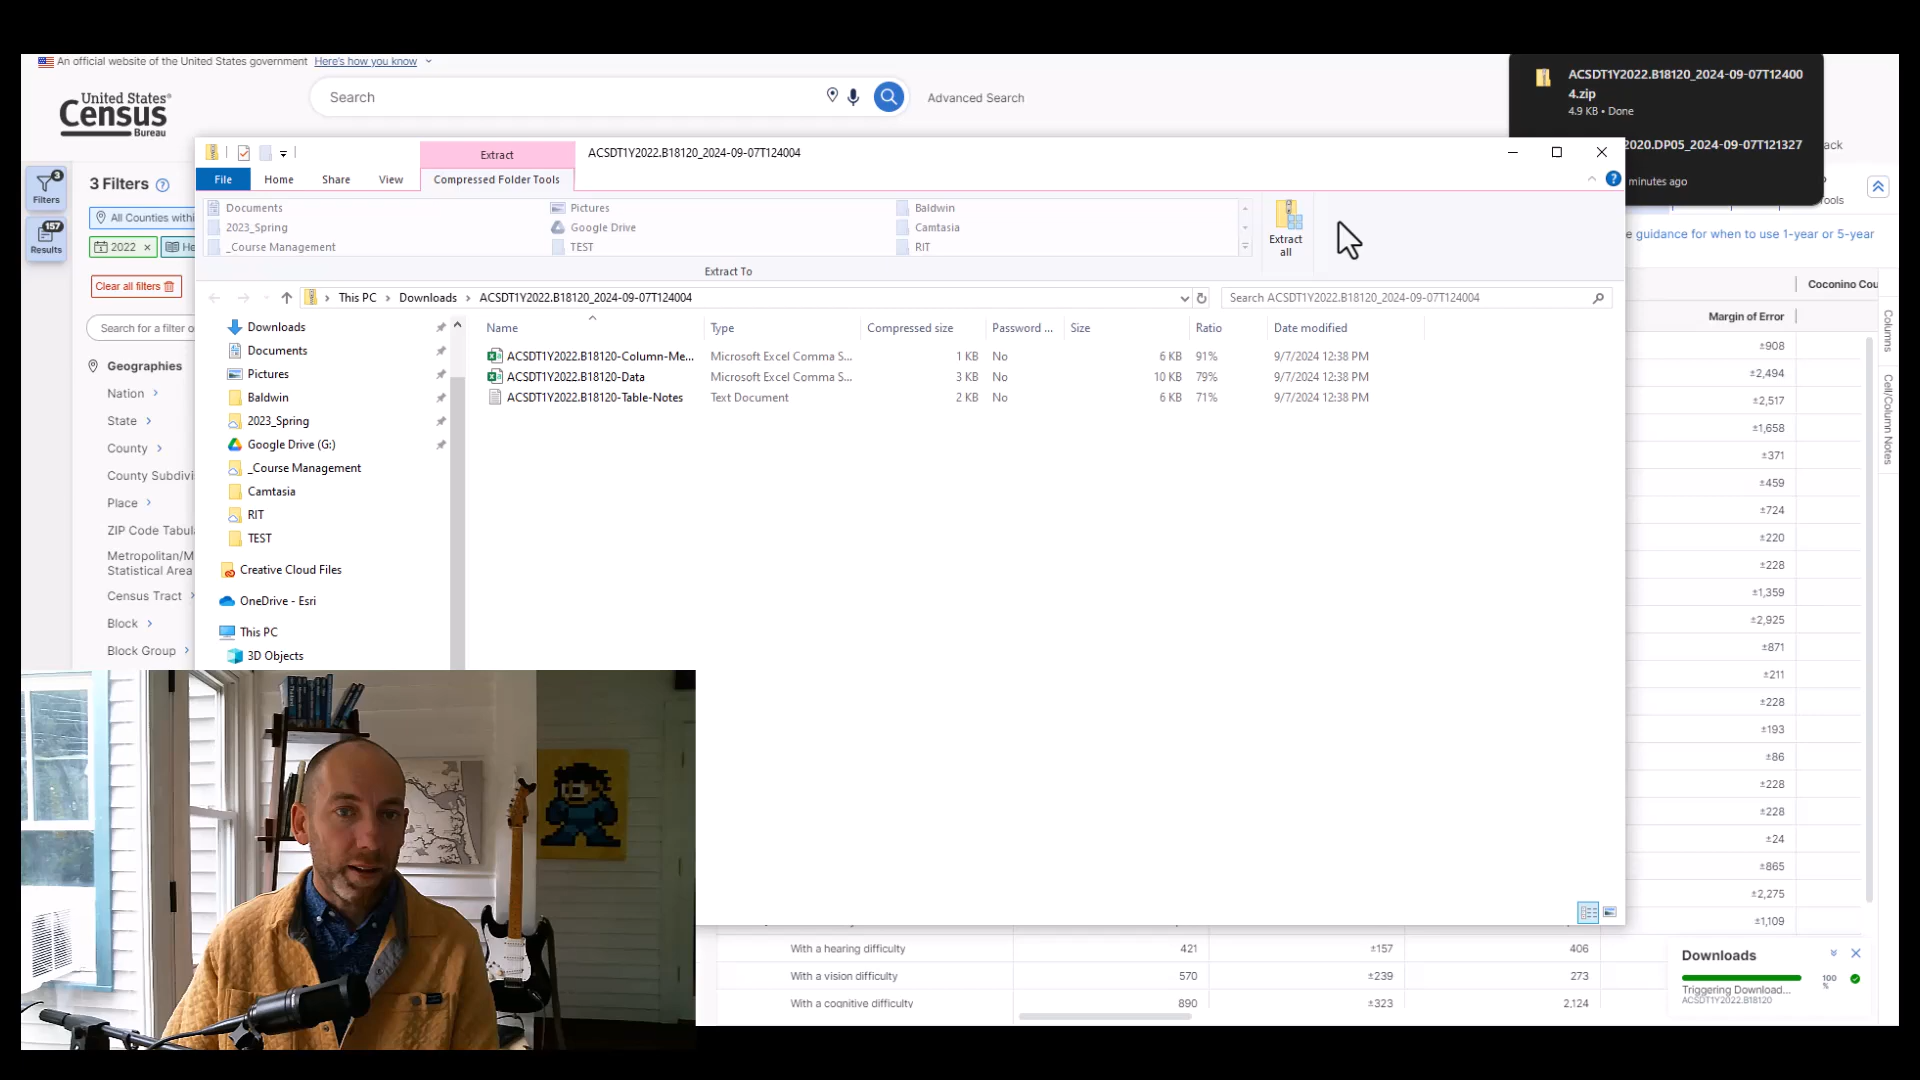 An official website of the United States government Here's how you know
United States®
Census
Bureau
Search
Advanced Search
ACSDT1Y2022.B18120_2024-09-07T12400
4.zip
4.9 KB • Done
2020.DP05_2024-09-07T121327
minutes ago
ack
ools
Extract
ACSDT1Y2022.B18120_2024-09-07T124004
File
Home
Share
View
Compressed Folder Tools
3
Filters
157
Results
3 Filters
All Counties withi
2022 ×
He
Clear all filters
Search for a filter o
Documents
Pictures
Baldwin
2023_Spring
Google Drive
Camtasia
_Course Management
TEST
RIT
Extract To
Extract
all
e guidance for when to use 1-year or 5-year
This PC
Downloads
ACSDT1Y2022.B18120_2024-09-07T124004
Search ACSDT1Y2022.B18120_2024-09-07T124004
Name
Type
Compressed size
Password ...
Size
Ratio
Date modified
ACSDT1Y2022.B18120-Column-Me... Microsoft Excel Comma S... 1 KB No 6 KB 91% 9/7/2024 12:38 PM
ACSDT1Y2022.B18120-Data Microsoft Excel Comma S... 3 KB No 10 KB 79% 9/7/2024 12:38 PM
ACSDT1Y2022.B18120-Table-Notes Text Document 2 KB No 6 KB 71% 9/7/2024 12:38 PM
Geographies
Nation
State
County
County Subdivi
Place
ZIP Code Tabul
Metropolitan/M
Statistical Area
Census Tract
Block
Block Group
Downloads
Documents
Pictures
Baldwin
2023_Spring
Google Drive (G:)
_Course Management
Camtasia
RIT
TEST
Creative Cloud Files
OneDrive - Esri
This PC
3D Objects
Coconino Cou
Margin of Error
±908
±2,494
±2,517
±1,658
±371
±459
±724
±220
±228
±1,359
±2,925
±871
±211
±228
±193
±86
±228
±228
±24
±865
±2,275
±1,109
Columns
Cell/Column Notes
With a hearing difficulty 421 ±157 406
With a vision difficulty 570 ±239 273
With a cognitive difficulty 890 ±323 2,124
Downloads
Triggering Download...
ACSDT1Y2022.B18120
100
%